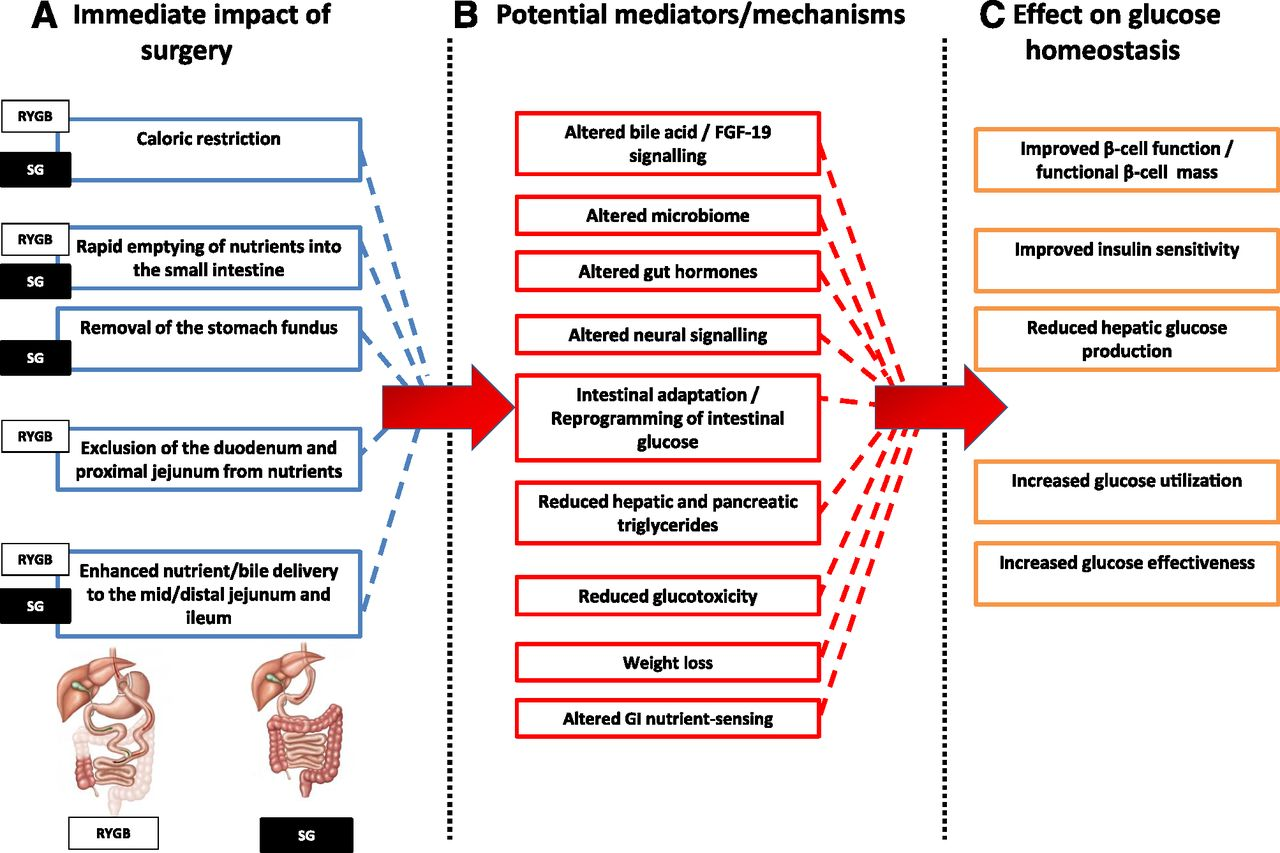 A Immediate impact of
surgery
RYGB
Caloric restriction
SG
RYGB
Rapid emptying of nutrients into
the small intestine
SG
Removal of the stomach fundus
SG
RYGB
Exclusion of the duodenum and
proximal jejunum from nutrients
RYGB
Enhanced nutrient/bile delivery
to the mid/distal jejunum and
ileum
SG
RYGB
SG
B Potential mediators/mechanisms
Altered bile acid / FGF-19
signalling
Altered microbiome
Altered gut hormones
Altered neural signalling
Intestinal adaptation /
Reprogramming of intestinal
glucose
Reduced hepatic and pancreatic
triglycerides
Reduced glucotoxicity
Weight loss
Altered GI nutrient-sensing
C Effect on glucose
homeostasis
Improved β-cell function /
functional β-cell mass
Improved insulin sensitivity
Reduced hepatic glucose
production
Increased glucose utilization
Increased glucose effectiveness